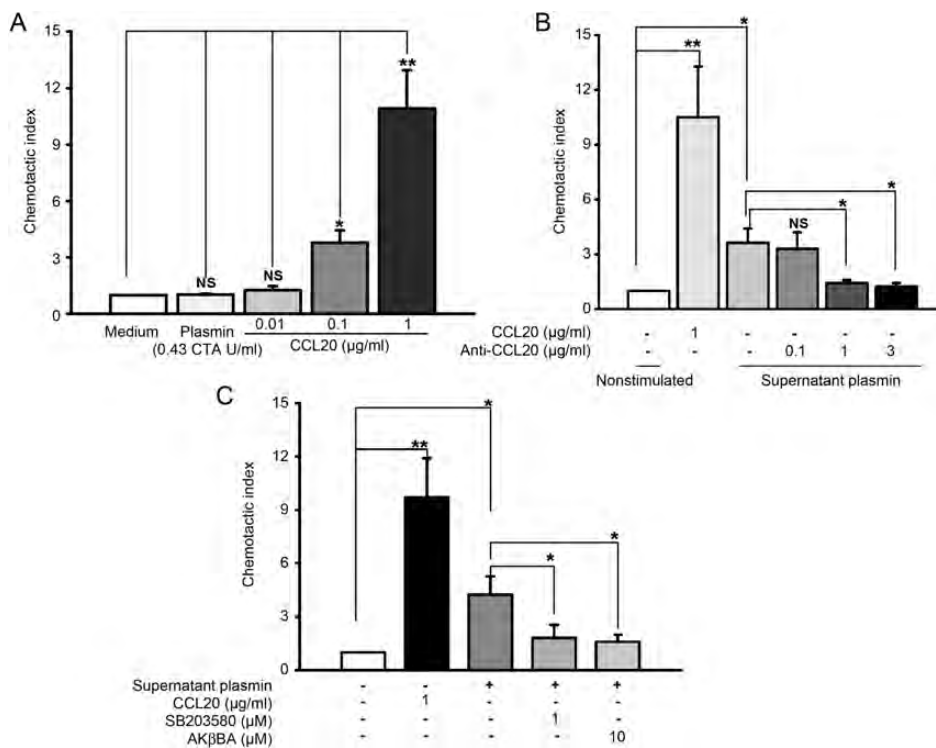 A
15
12
9
6
3
0
Chemotactic index
NS
NS
*
**
Medium Plasmin 0.01 0.1 1
(0.43 CTA U/ml) CCL20 (µg/ml)
B
15
12
9
6
3
0
Chemotactic index
*
**
*
*
NS
CCL20 (µg/ml) - 1 - - - -
Anti-CCL20 (µg/ml) - - - 0.1 1 3
Nonstimulated Supernatant plasmin
C
15
12
9
6
3
0
Chemotactic index
*
**
*
*
Supernatant plasmin - - + + +
CCL20 (µg/ml) - 1 - - -
SB203580 (µM) - - - 1 -
AKβBA (µM) - - - - 10